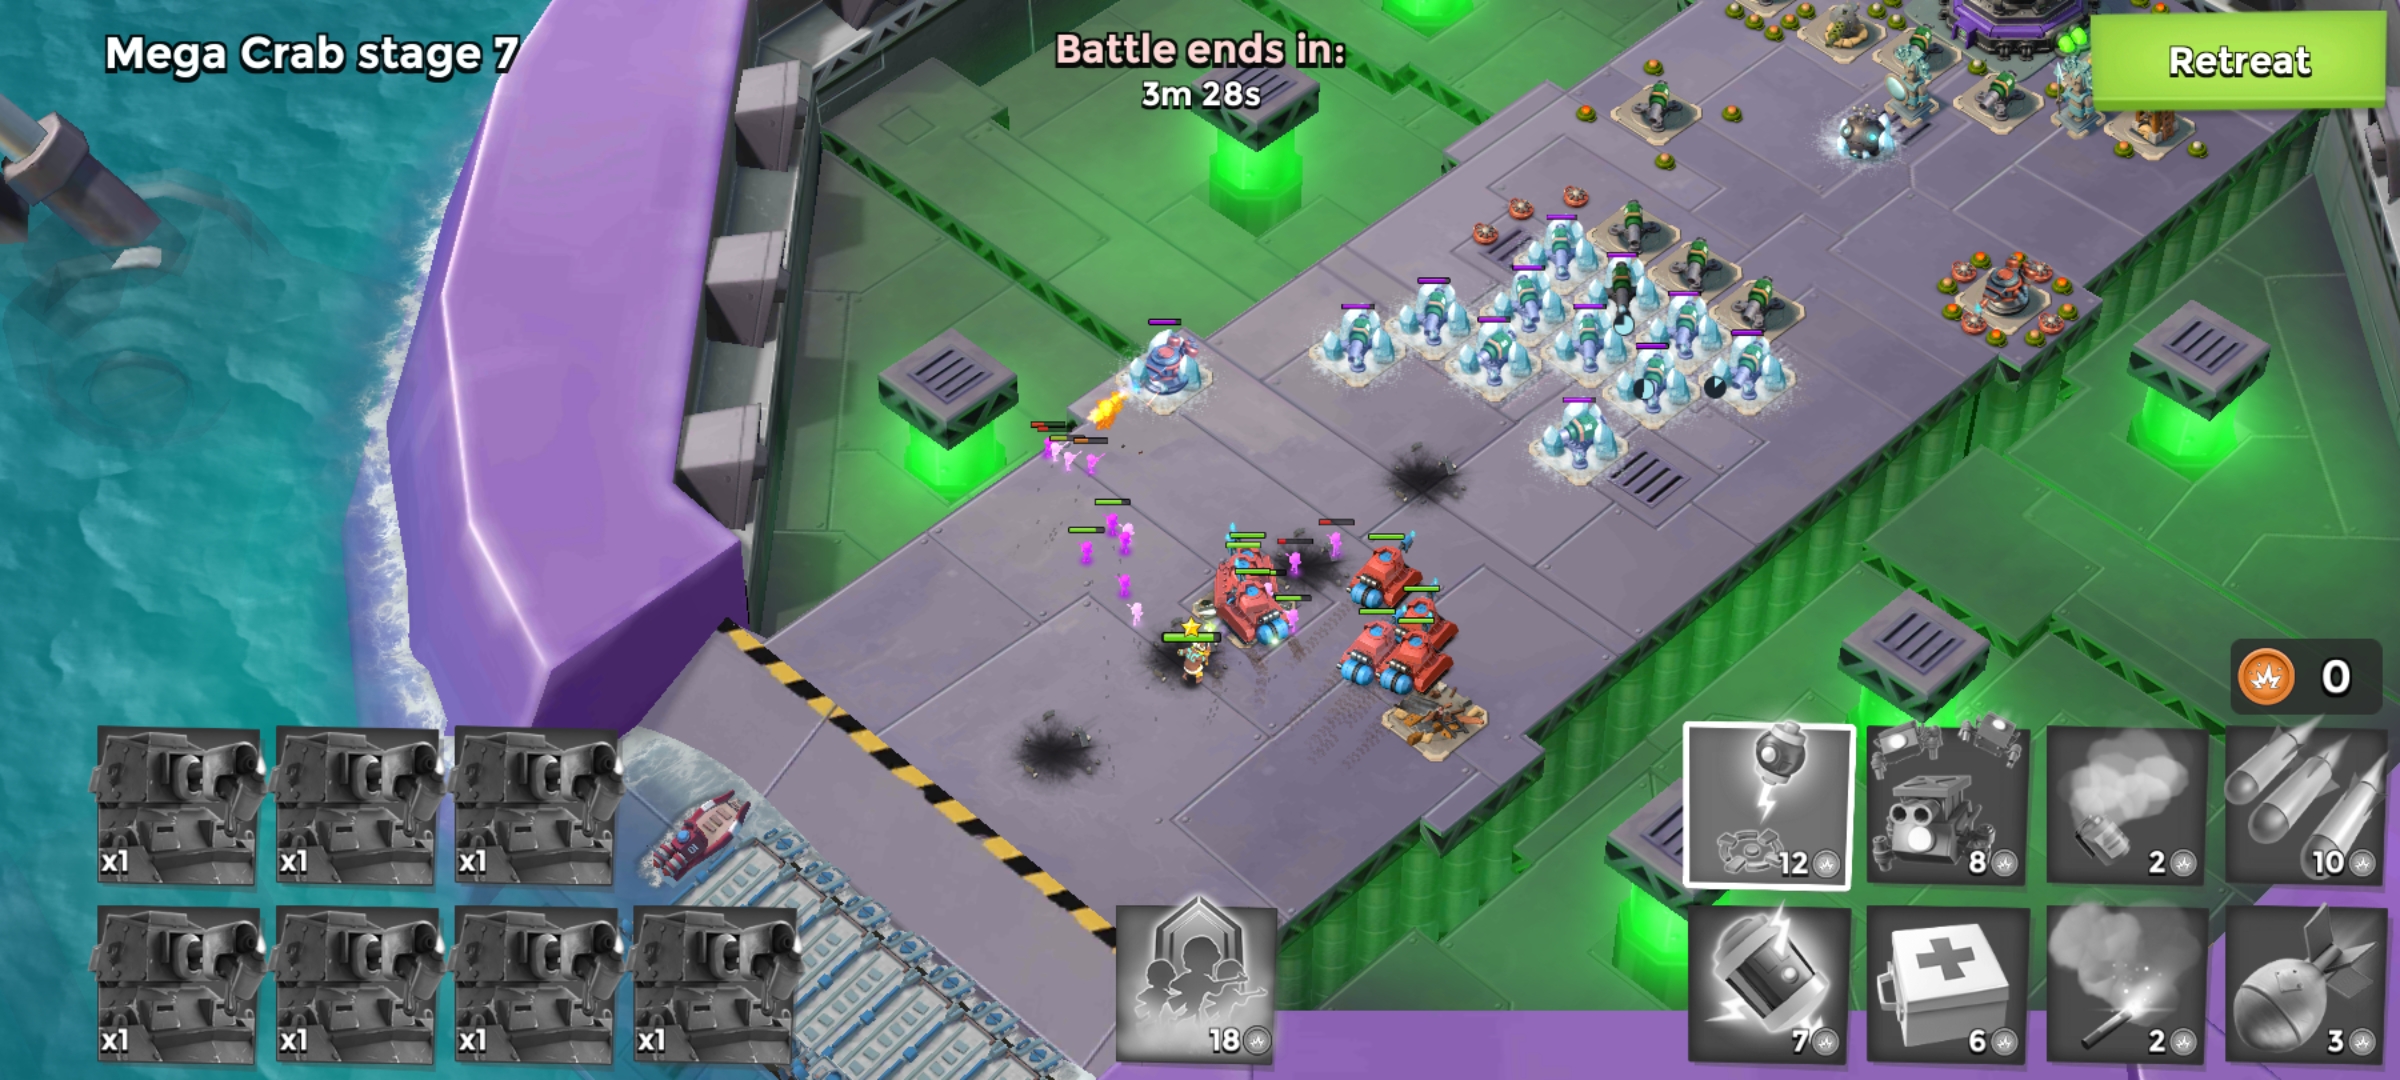 Mega Crab stage 7
Battle ends in:
3m 28s
Retreat
0
x1
x1
x1
12
8
2
10
x1
x1
x1
x1
18
7
6
2
3